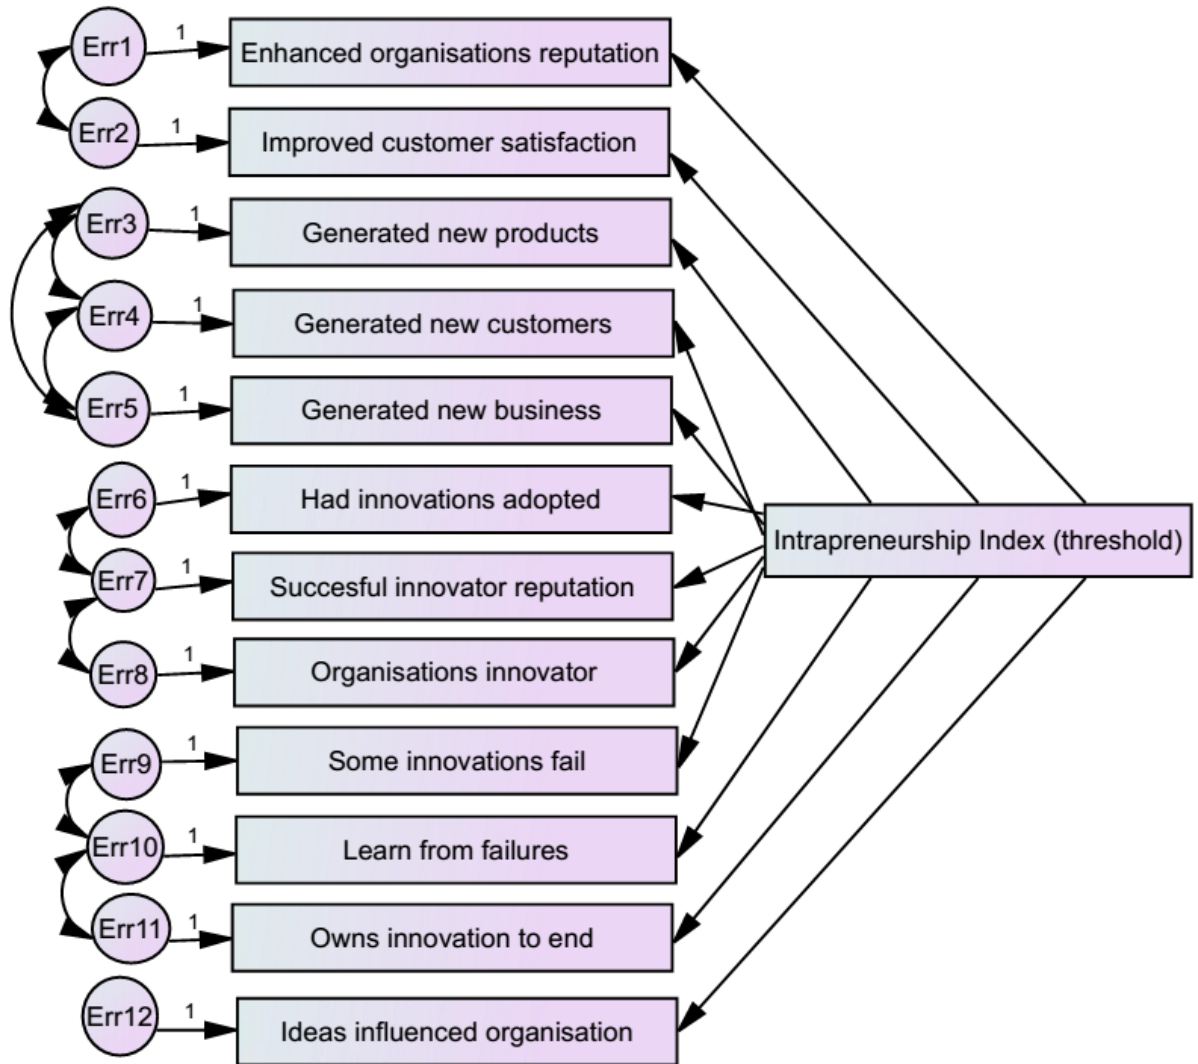 Err1
1
Enhanced organisations reputation
Err2
1
Improved customer satisfaction
Err3
1
Generated new products
Err4
1
Generated new customers
Err5
1
Generated new business
Err6
1
Had innovations adopted
Intrapreneurship Index (threshold)
Err7
1
Succesful innovator reputation
Err8
1
Organisations innovator
Err9
1
Some innovations fail
Err10
1
Learn from failures
Err11
1
Owns innovation to end
Err12
1
Ideas influenced organisation